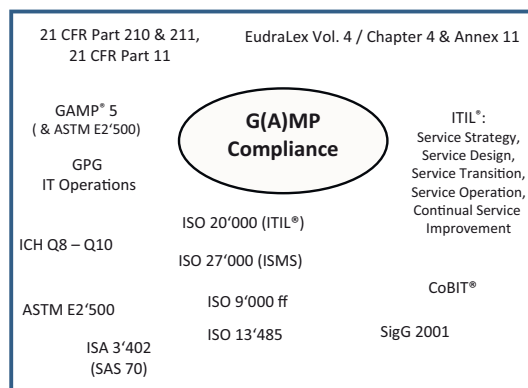 21 CFR Part 210 & 211,
21 CFR Part 11
EudraLex Vol. 4 / Chapter 4 & Annex 11
GAMP® 5
( & ASTM E2‘500)
GPG
IT Operations
G(A)MP
Compliance
ITIL®:
Service Strategy,
Service Design,
Service Transition,
Service Operation,
Continual Service
Improvement
ISO 20‘000 (ITIL®)
ICH Q8 – Q10
ISO 27‘000 (ISMS)
CoBIT®
ISO 9‘000 ff
ASTM E2‘500
ISO 13‘485
SigG 2001
ISA 3‘402
(SAS 70)